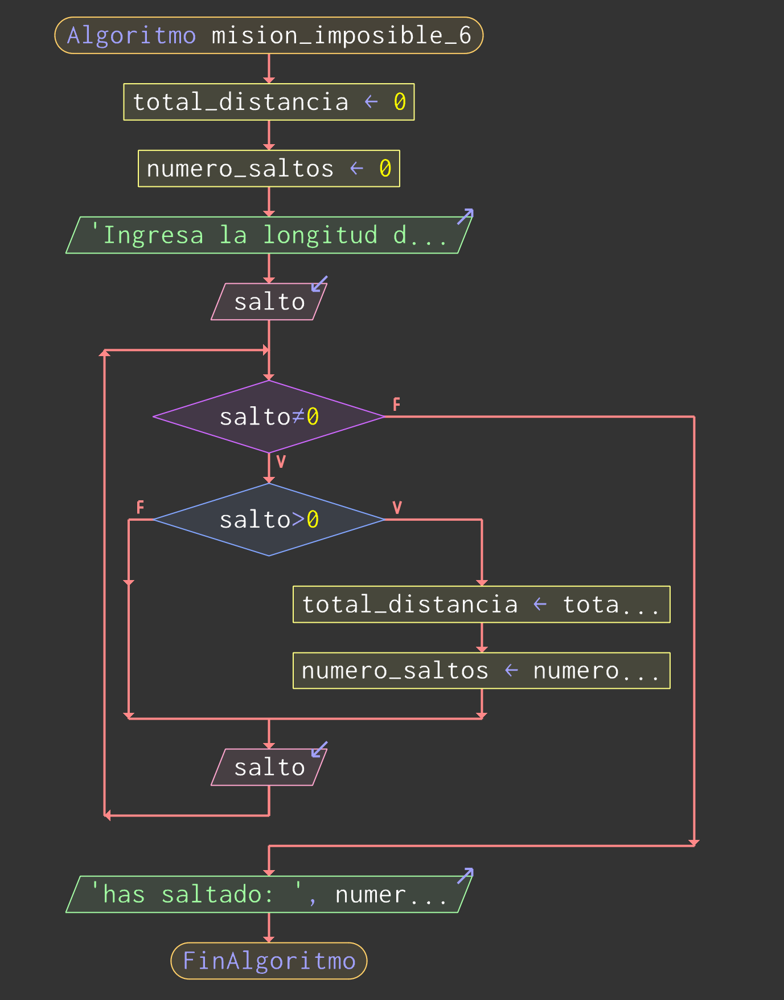 Algoritmo mision_imposible_6
total_distancia ← 0
numero_saltos ← 0
'Ingresa la longitud d...
salto
salto≠0
F
V
salto>0
F
V
total_distancia ← tota...
numero_saltos ← numero...
salto
'has saltado: ', numer...
FinAlgoritmo